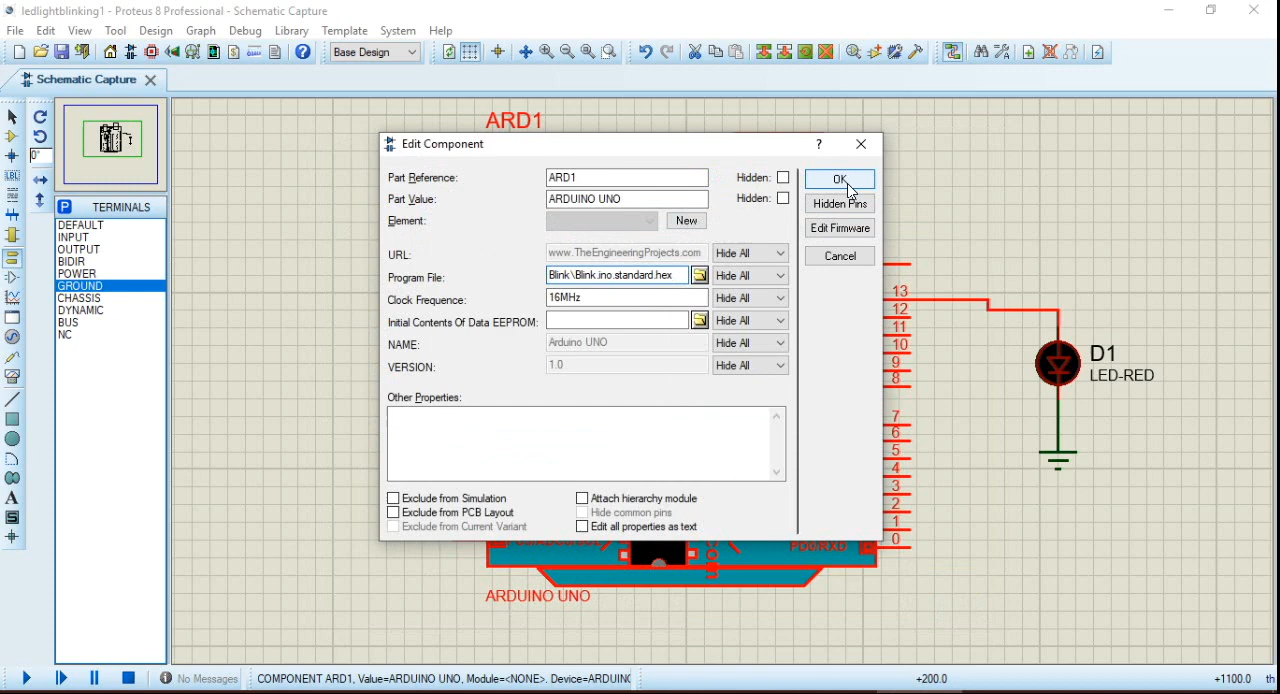 ledlightblinking1 - Proteus 8 Professional - Schematic Capture
File Edit View Tool Design Graph Debug Library Template System Help
Base Design
Schematic Capture
ARD1
Edit Component
?
Part Reference: ARD1 Hidden: OK
Part Value: ARDUINO UNO Hidden: Hidden Pins
Element: New Edit Firmware
URL: www.TheEngineeringProjects.com Hide All Cancel
Program File: Blink\Blink.ino.standard.hex Hide All
Clock Frequency: 16MHz Hide All
Initial Contents Of Data EEPROM: Hide All
NAME: Arduino UNO Hide All
VERSION: 1.0 Hide All
Other Properties:
Exclude from Simulation Attach hierarchy module
Exclude from PCB Layout Hide common pins
Exclude from Current Variant Edit all properties as text
0°
LBL
P TERMINALS
DEFAULT
INPUT
OUTPUT
BIDIR
POWER
GROUND
CHASSIS
DYNAMIC
BUS
NC
A
S
13
12
11
10
9
8
7
6
5
4
3
2
1
0
D1
LED-RED
PD0/RXD
ARDUINO UNO
No Messages COMPONENT ARD1, Value=ARDUINO UNO, Module=<NONE>. Device=ARDUIN +200.0 +1100.0 th